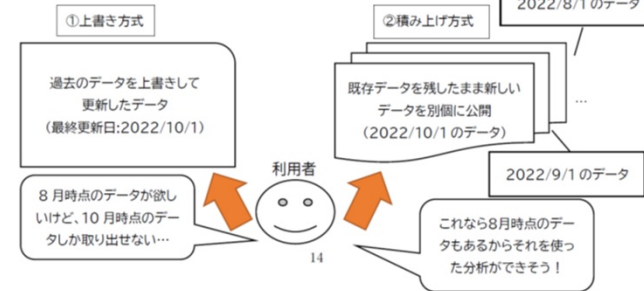 ①上書き方式
過去のデータを上書きして
更新したデータ
(最終更新日:2022/10/1)
8月時点のデータが欲し
いけど、10月時点のデー
タしか取り出せない…
利用者
14
②積み上げ方式
2022/8/1のデータ
既存データを残したまま新しい
データを別個に公開
(2022/10/1のデータ)
…
2022/9/1のデータ
これなら8月時点のデー
タもあるからそれを使っ
た分析ができそう!